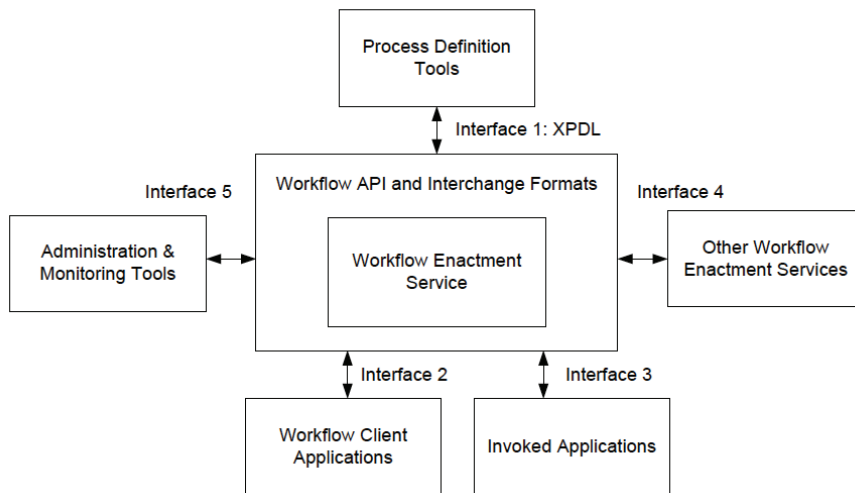 Process Definition
Tools
Interface 1: XPDL
Workflow API and Interchange Formats
Interface 5
Interface 4
Administration &
Monitoring Tools
Workflow Enactment
Service
Other Workflow
Enactment Services
Interface 2
Interface 3
Workflow Client
Applications
Invoked Applications